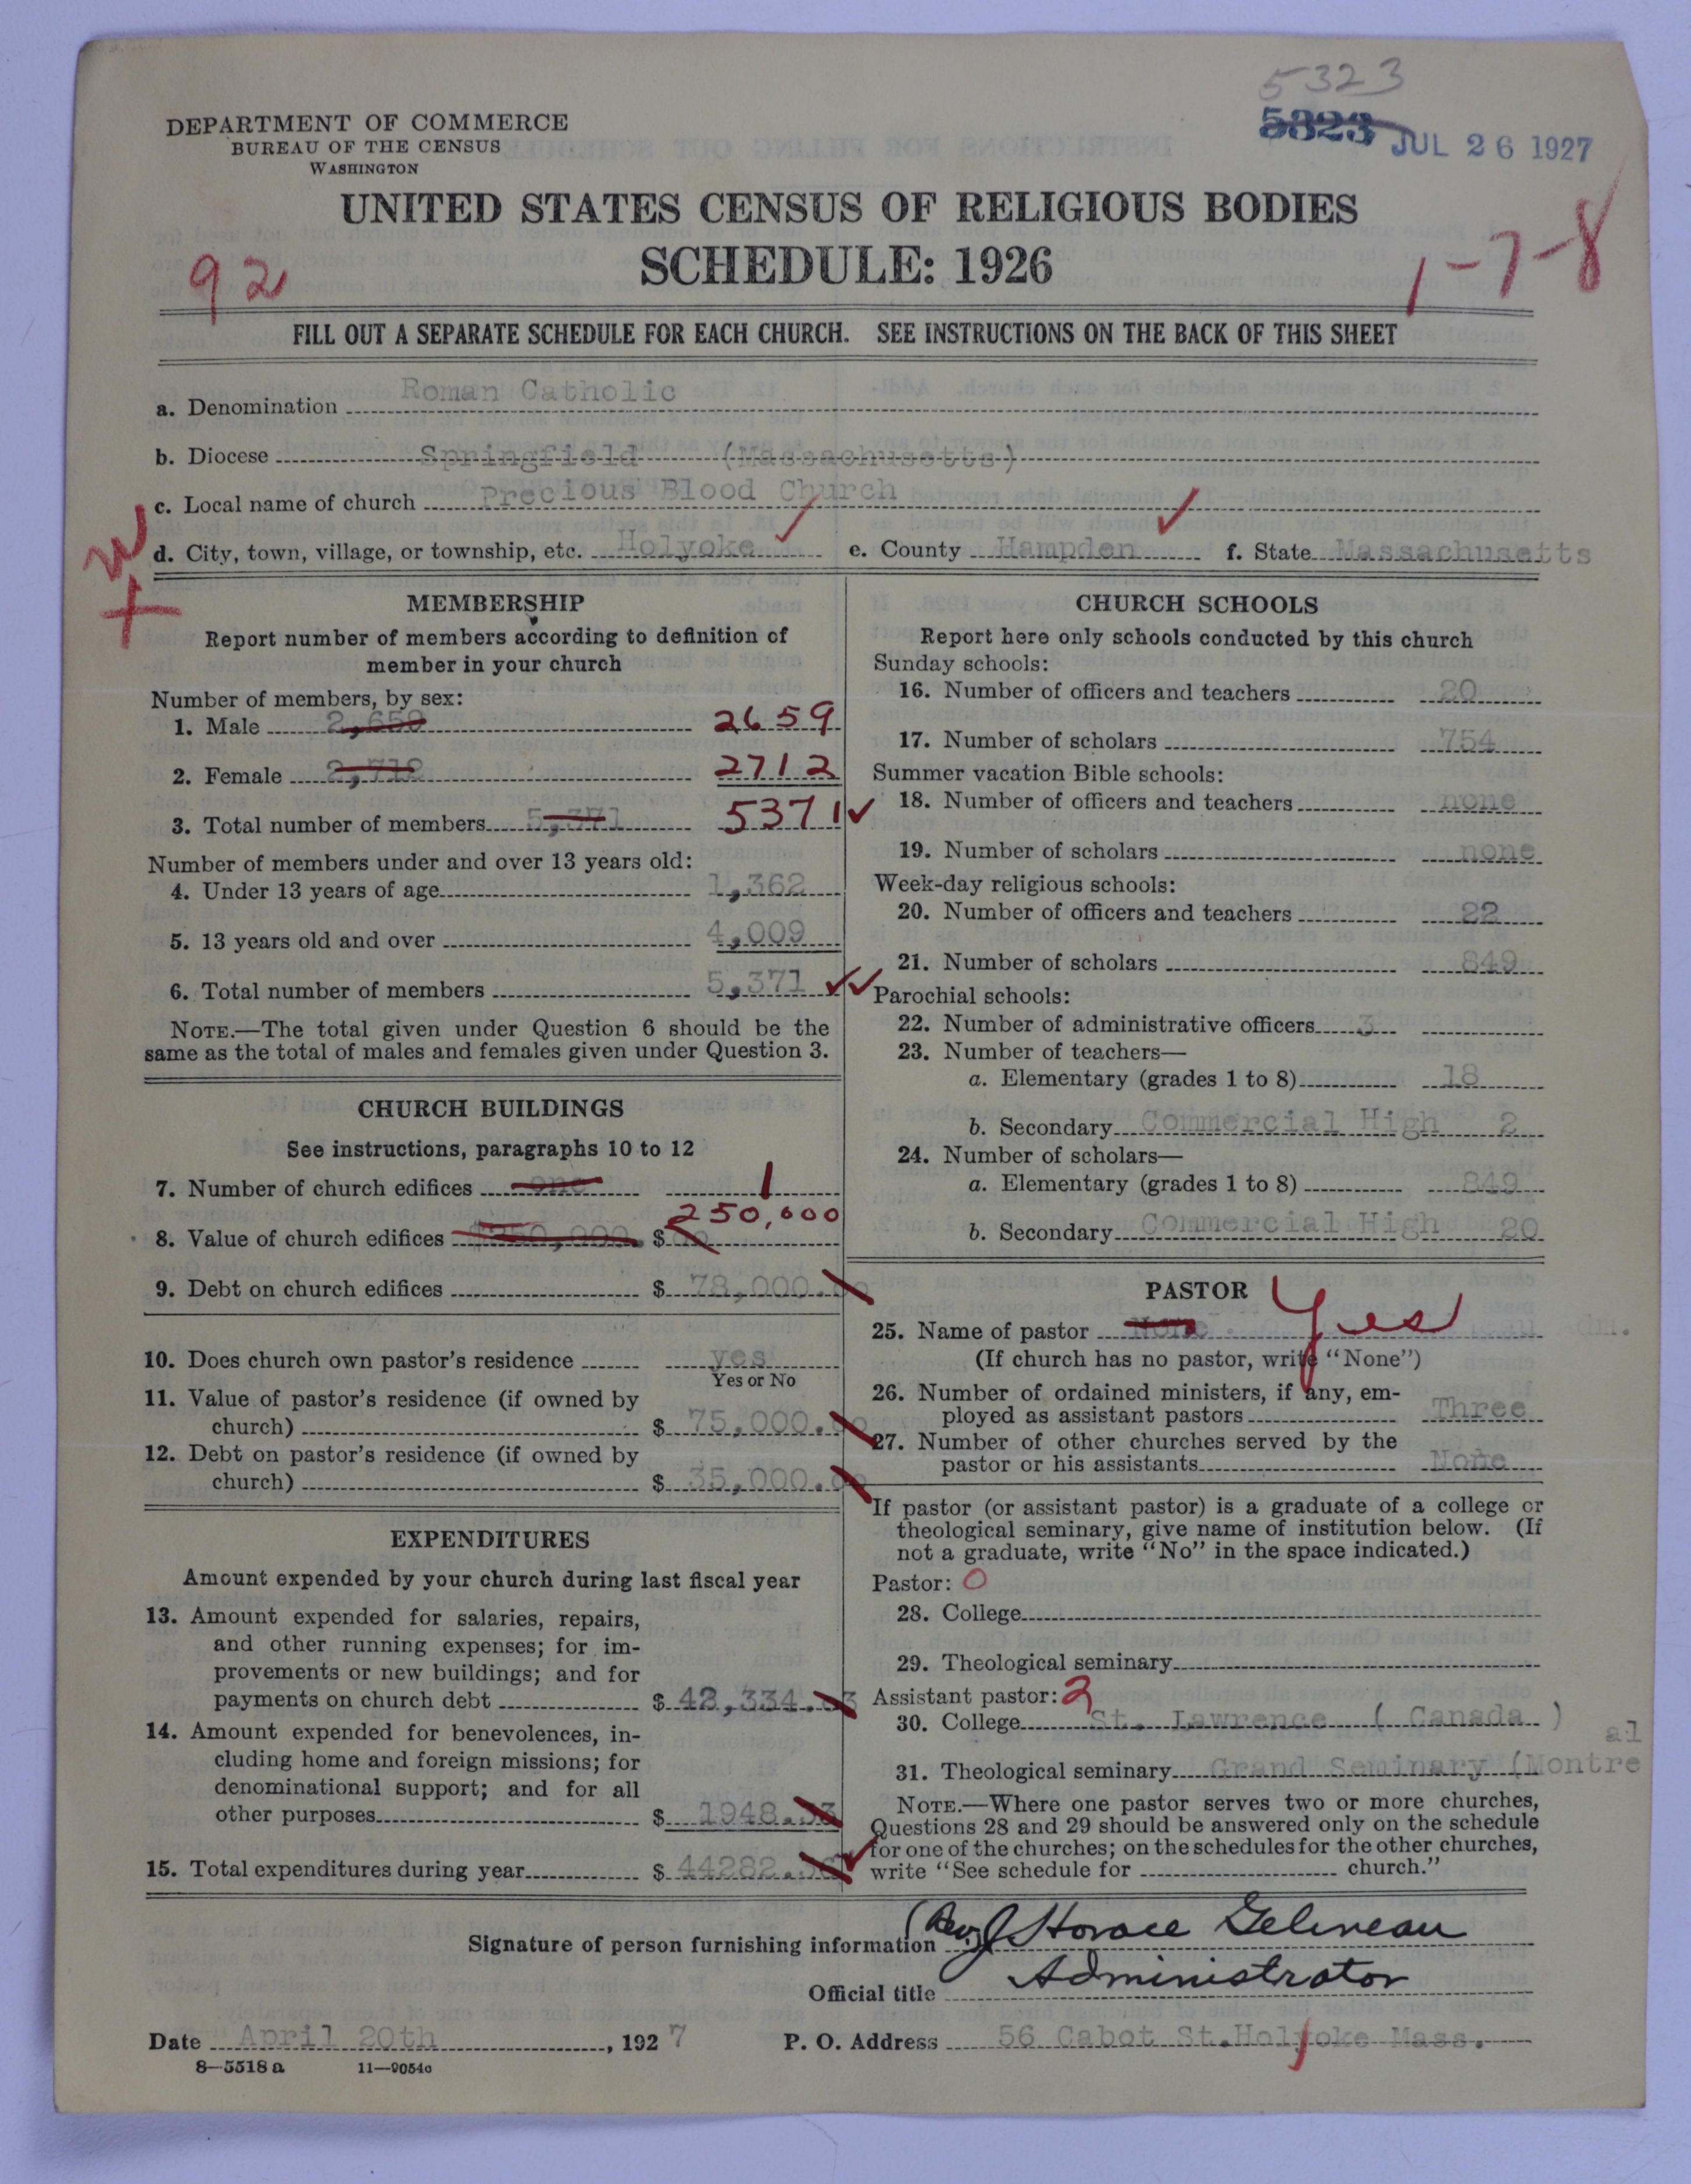 5323
5323 JUL 26 1927
DEPARTMENT OF COMMERCE
BUREAU OF THE CENSUS
WASHINGTON
UNITED STATES CENSUS OF RELIGIOUS BODIES
SCHEDULE: 1926
92
1-7-8
FILL OUT A SEPARATE SCHEDULE FOR EACH CHURCH. SEE INSTRUCTIONS ON THE BACK OF THIS SHEET
a. Denomination Roman Catholic
b. Diocese Springfield (Massachusetts)
c. Local name of church Precious Blood Church
d. City, town, village, or township, etc. Holyoke e. County Hampden f. State Massachusetts
MEMBERSHIP
Report number of members according to definition of
member in your church
Number of members, by sex:
1. Male 2,659 2659
2. Female 2,712 2712
3. Total number of members 5,371 5371
Number of members under and over 13 years old:
4. Under 13 years of age 1,362
5. 13 years old and over 4,009
6. Total number of members 5,371
NOTE.—The total given under Question 6 should be the
same as the total of males and females given under Question 3.
CHURCH BUILDINGS
See instructions, paragraphs 10 to 12
7. Number of church edifices one 1
250,000
8. Value of church edifices $
9. Debt on church edifices $ 78,000.
10. Does church own pastor's residence yes
Yes or No
11. Value of pastor's residence (if owned by
church) $ 75,000.
12. Debt on pastor's residence (if owned by
church) $ 35,000.
EXPENDITURES
Amount expended by your church during last fiscal year
13. Amount expended for salaries, repairs,
and other running expenses; for im-
provements or new buildings; and for
payments on church debt $ 42,334.
14. Amount expended for benevolences, in-
cluding home and foreign missions; for
denominational support; and for all
other purposes $ 1948.33
15. Total expenditures during year $ 44282.
CHURCH SCHOOLS
Report here only schools conducted by this church
Sunday schools:
16. Number of officers and teachers 20
17. Number of scholars 754
Summer vacation Bible schools:
18. Number of officers and teachers none
19. Number of scholars none
Week-day religious schools:
20. Number of officers and teachers 22
21. Number of scholars 849
Parochial schools:
22. Number of administrative officers 3
23. Number of teachers—
a. Elementary (grades 1 to 8) 18
b. Secondary Commercial High 2
24. Number of scholars—
a. Elementary (grades 1 to 8) 849
b. Secondary Commercial High 20
PASTOR
25. Name of pastor None. Yes
(If church has no pastor, write "None")
26. Number of ordained ministers, if any, em-
ployed as assistant pastors Three
27. Number of other churches served by the
pastor or his assistants None
If pastor (or assistant pastor) is a graduate of a college or
theological seminary, give name of institution below. (If
not a graduate, write "No" in the space indicated.)
Pastor: 0
28. College
29. Theological seminary
Assistant pastor: 2
30. College St. Lawrence ( Canada )
al
31. Theological seminary Grand Seminary (Montre
NOTE.—Where one pastor serves two or more churches,
Questions 28 and 29 should be answered only on the schedule
for one of the churches; on the schedules for the other churches,
write "See schedule for church."
Signature of person furnishing information (Rev) J Horace Gelineau
Official title Administrator
Date April 20th, 1927 P. O. Address 56 Cabot St. Holyoke Mass.
8—5518 a 11—9054a